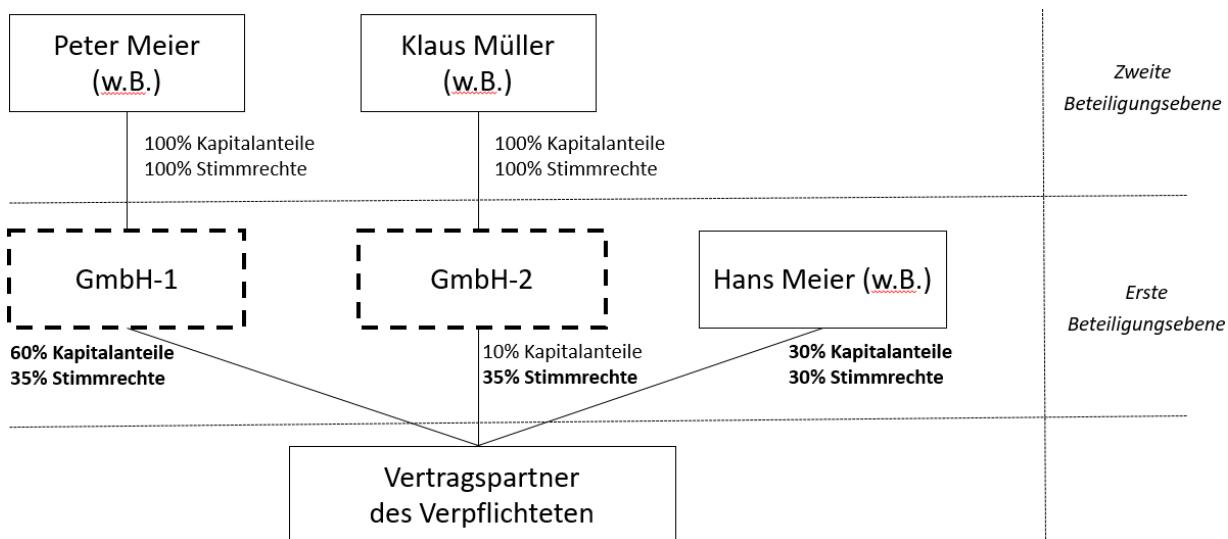 Peter Meier
(w.B.)
Klaus Müller
(w.B.)
Zweite
Beteiligungsebene
100% Kapitalanteile
100% Stimmrechte
100% Kapitalanteile
100% Stimmrechte
GmbH-1
GmbH-2
Hans Meier (w.B.)
Erste
Beteiligungsebene
60% Kapitalanteile
35% Stimmrechte
10% Kapitalanteile
35% Stimmrechte
30% Kapitalanteile
30% Stimmrechte
Vertragspartner
des Verpflichteten